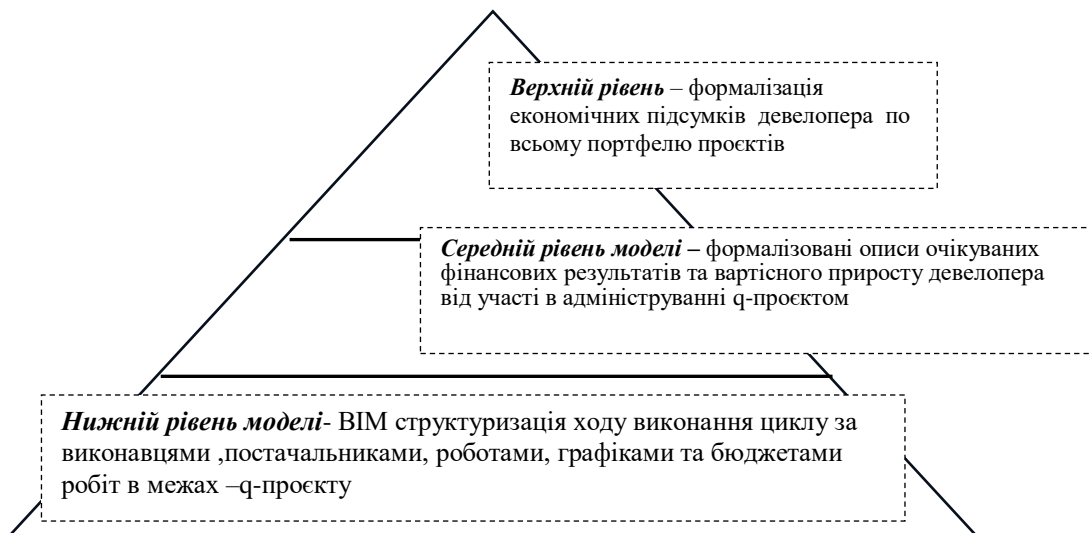 Верхній рівень – формалізація
економічних підсумків девелопера по
всьому портфелю проєктів
Середній рівень моделі – формалізовані описи очікуваних
фінансових результатів та вартісного приросту девелопера
від участі в адмініструванні q-проєктом
Нижній рівень моделі- ВІМ структуризація ходу виконання циклу за
виконавцями ,постачальниками, роботами, графіками та бюджетами
робіт в межах –q-проєкту